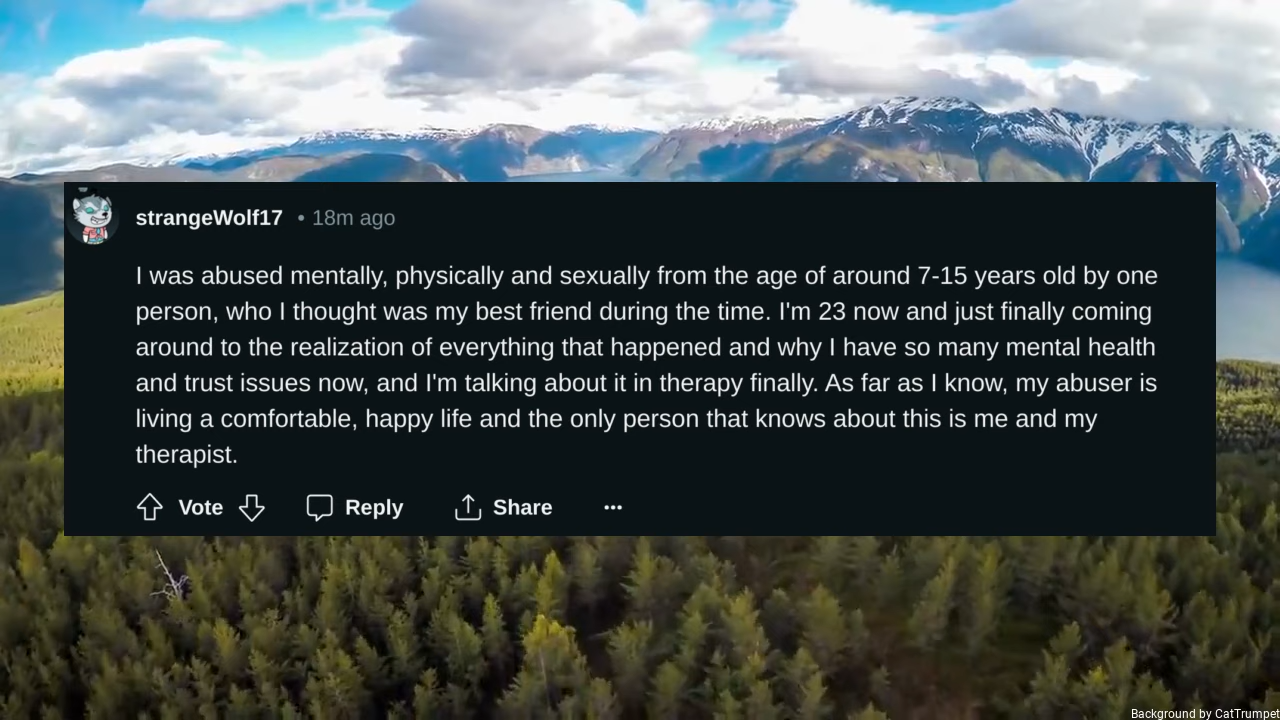 strangeWolf17 • 18m ago
I was abused mentally, physically and sexually from the age of around 7-15 years old by one
person, who I thought was my best friend during the time. I'm 23 now and just finally coming
around to the realization of everything that happened and why I have so many mental health
and trust issues now, and I'm talking about it in therapy finally. As far as I know, my abuser is
living a comfortable, happy life and the only person that knows about this is me and my
therapist.
Vote Reply Share ...
Background by CatTrumpet